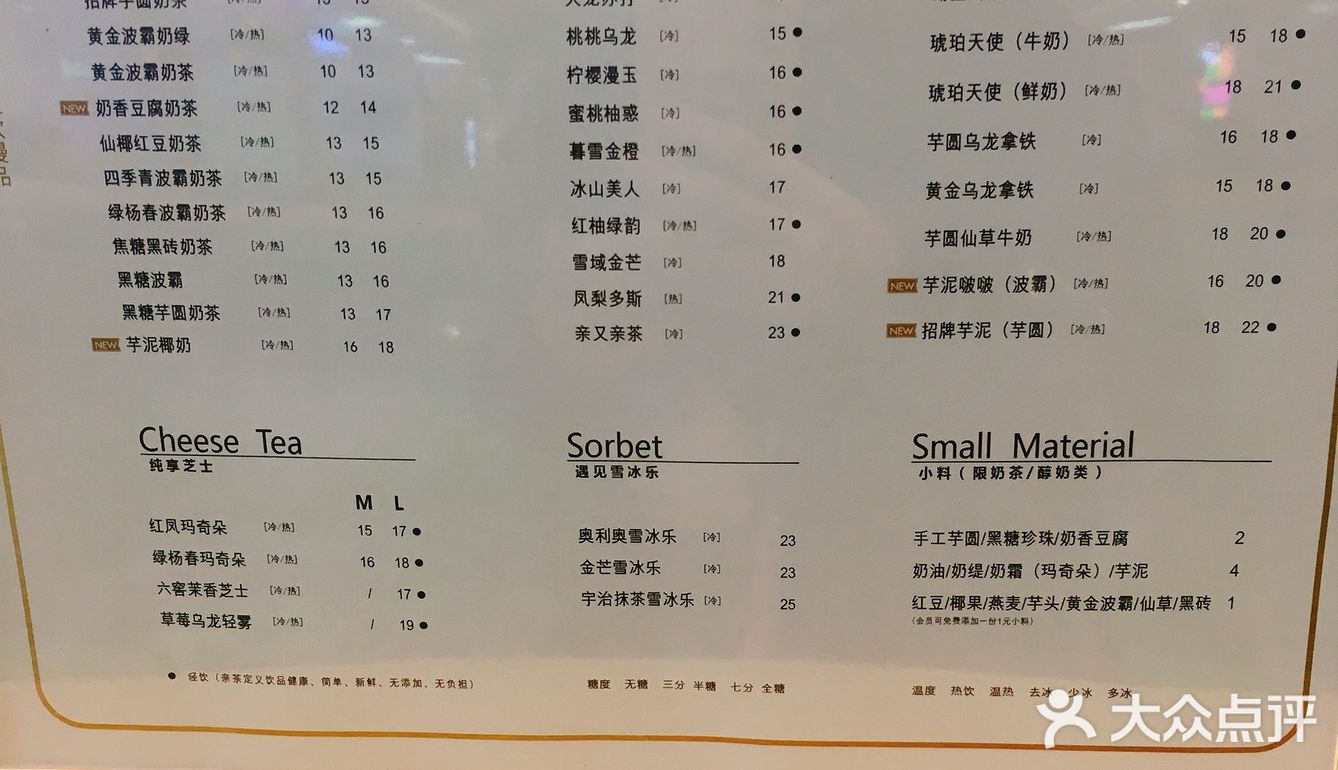 招牌芋圆奶茶 [冷/热] 13 15
黄金波霸奶绿 [冷/热] 10 13
黄金波霸奶茶 [冷/热] 10 13
NEW 奶香豆腐奶茶 [冷/热] 12 14
仙椰红豆奶茶 [冷/热] 13 15
四季青波霸奶茶 [冷/热] 13 15
绿杨春波霸奶茶 [冷/热] 13 16
焦糖黑砖奶茶 [冷/热] 13 16
黑糖波霸 [冷/热] 13 16
黑糖芋圆奶茶 [冷/热] 13 17
NEW 芋泥椰奶 [冷/热] 16 18
桃桃乌龙 [冷] 15 ●
柠樱漫玉 [冷] 16 ●
蜜桃柚惑 [冷] 16 ●
暮雪金橙 [冷/热] 16 ●
冰山美人 [冷] 17
红柚绿韵 [冷/热] 17 ●
雪域金芒 [冷] 18
凤梨多斯 [热] 21 ●
亲又亲茶 [冷] 23 ●
琥珀天使（牛奶） [冷/热] 15 18 ●
琥珀天使（鲜奶） [冷/热] 18 21 ●
芋圆乌龙拿铁 [冷] 16 18 ●
黄金乌龙拿铁 [冷] 15 18 ●
芋圆仙草牛奶 [冷/热] 18 20 ●
NEW 芋泥啵啵（波霸） [冷/热] 16 20 ●
NEW 招牌芋泥（芋圆） [冷/热] 18 22 ●
Cheese Tea
纯享芝士
M L
红凤玛奇朵 [冷/热] 15 17 ●
绿杨春玛奇朵 [冷/热] 16 18 ●
六窨茉香芝士 [冷/热] / 17 ●
草莓乌龙轻雾 [冷/热] / 19 ●
Sorbet
遇见雪冰乐
奥利奥雪冰乐 [冷] 23
金芒雪冰乐 [冷] 23
宇治抹茶雪冰乐 [冷] 25
Small Material
小料（限奶茶/醇奶类）
手工芋圆/黑糖珍珠/奶香豆腐 2
奶油/奶缇/奶霜（玛奇朵）/芋泥 4
红豆/椰果/燕麦/芋头/黄金波霸/仙草/黑砖 1
（会员可免费添加一份1元小料）
● 轻饮（亲茶定义饮品健康、简单、新鲜、无添加、无负担）
糖度 无糖 三分 半糖 七分 全糖
温度 热饮 温热 去冰 少冰 多冰
大众点评